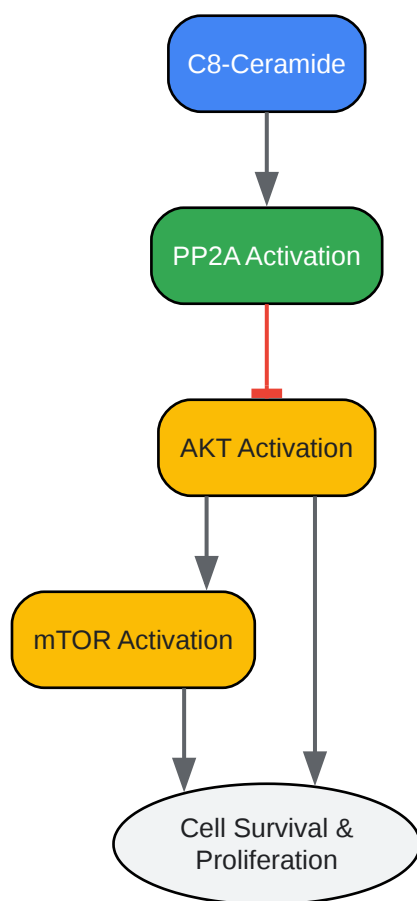 C8-Ceramide
PP2A Activation
AKT Activation
mTOR Activation
Cell Survival &
Proliferation